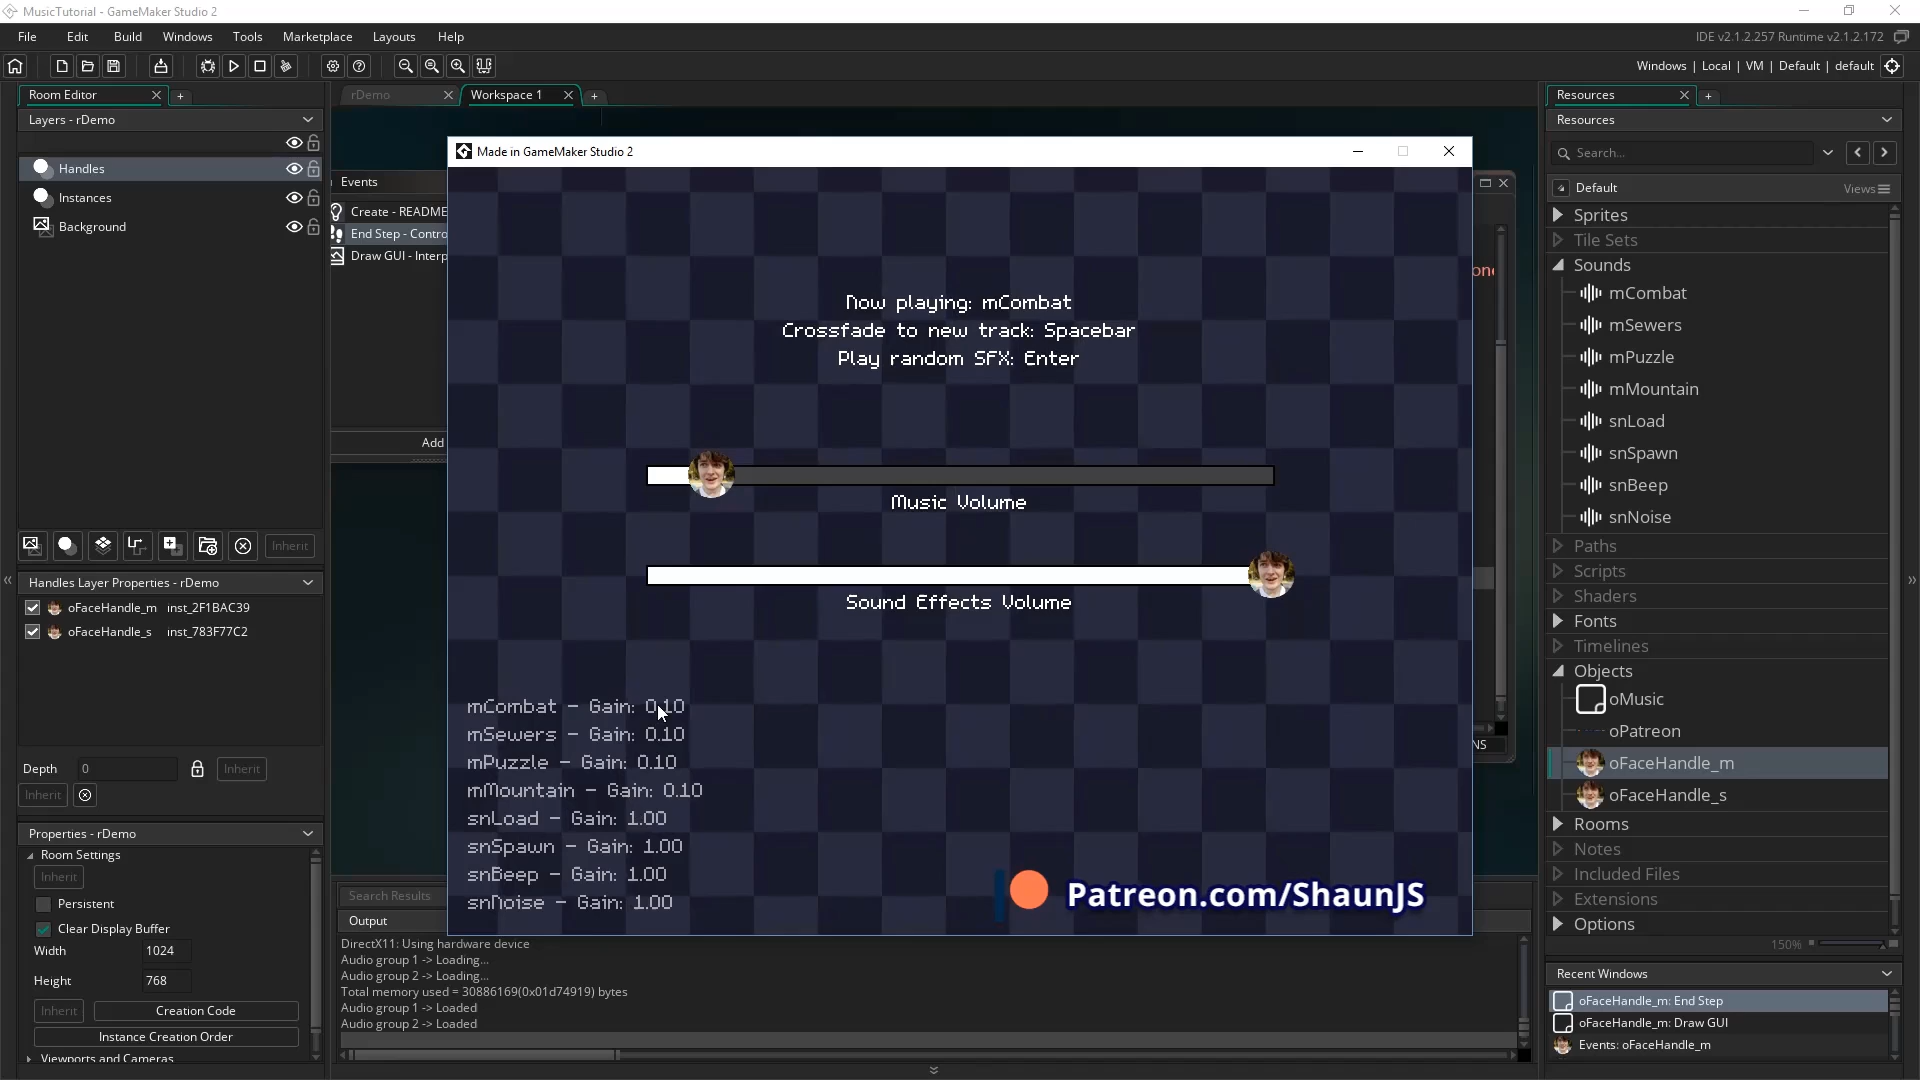 MusicTutorial - GameMaker Studio 2
File Edit Build Windows Tools Marketplace Layouts Help
IDE v2.1.2.257 Runtime v2.1.2.172
Windows | Local | VM | Default | default
Room Editor
Layers - rDemo
Handles
Instances
Background
Inherit
Handles Layer Properties - rDemo
oFaceHandle_m inst_2F1BAC39
oFaceHandle_s inst_783F77C2
Depth 0 Inherit
Inherit
Properties - rDemo
Room Settings
Inherit
Persistent
Clear Display Buffer
Width 1024
Height 768
Inherit Creation Code
Instance Creation Order
Viewports and Cameras
rDemo
Workspace 1
Events
Create - README
End Step - Contro
Draw GUI - Interp
Add
Made in GameMaker Studio 2
Now playing: mCombat
Crossfade to new track: Spacebar
Play random SFX: Enter
Music Volume
Sound Effects Volume
mCombat - Gain: 0.10
mSewers - Gain: 0.10
mPuzzle - Gain: 0.10
mMountain - Gain: 0.10
snLoad - Gain: 1.00
snSpawn - Gain: 1.00
snBeep - Gain: 1.00
snNoise - Gain: 1.00
Patreon.com/ShaunJS
NS
Search Results
Output
DirectX11: Using hardware device
Audio group 1 -> Loading...
Audio group 2 -> Loading...
Total memory used = 30886169(0x01d74919) bytes
Audio group 1 -> Loaded
Audio group 2 -> Loaded
Resources
Resources
Search...
Default Views
Sprites
Tile Sets
Sounds
mCombat
mSewers
mPuzzle
mMountain
snLoad
snSpawn
snBeep
snNoise
Paths
Scripts
Shaders
Fonts
Timelines
Objects
oMusic
oPatreon
oFaceHandle_m
oFaceHandle_s
Rooms
Notes
Included Files
Extensions
Options
150%
Recent Windows
oFaceHandle_m: End Step
oFaceHandle_m: Draw GUI
Events: oFaceHandle_m